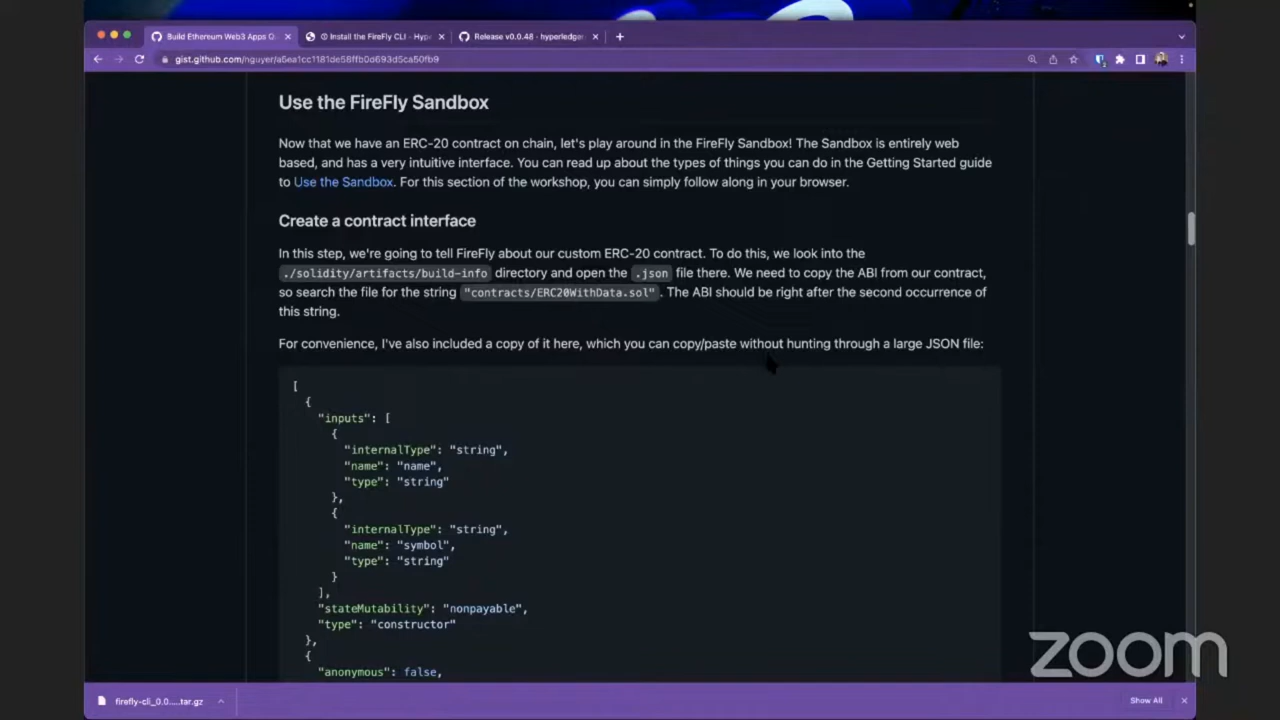 Build Ethereum Web3 Apps Q
Install the FireFly CLI - Hype
Release v0.0.48 · hyperledger
gist.github.com/nguyer/a5ea1cc1181de58ffb0d693d5ca50fb9
Use the FireFly Sandbox
Now that we have an ERC-20 contract on chain, let's play around in the FireFly Sandbox! The Sandbox is entirely web
based, and has a very intuitive interface. You can read up about the types of things you can do in the Getting Started guide
to Use the Sandbox. For this section of the workshop, you can simply follow along in your browser.
Create a contract interface
In this step, we're going to tell FireFly about our custom ERC-20 contract. To do this, we look into the
./solidity/artifacts/build-info directory and open the .json file there. We need to copy the ABI from our contract,
so search the file for the string "contracts/ERC20WithData.sol". The ABI should be right after the second occurrence of
this string.
For convenience, I've also included a copy of it here, which you can copy/paste without hunting through a large JSON file:
[
{
"inputs": [
{
"internalType": "string",
"name": "name",
"type": "string"
},
{
"internalType": "string",
"name": "symbol",
"type": "string"
}
],
"stateMutability": "nonpayable",
"type": "constructor"
},
{
"anonymous": false,
zoom
firefly-cli_0.0.....tar.gz
Show All